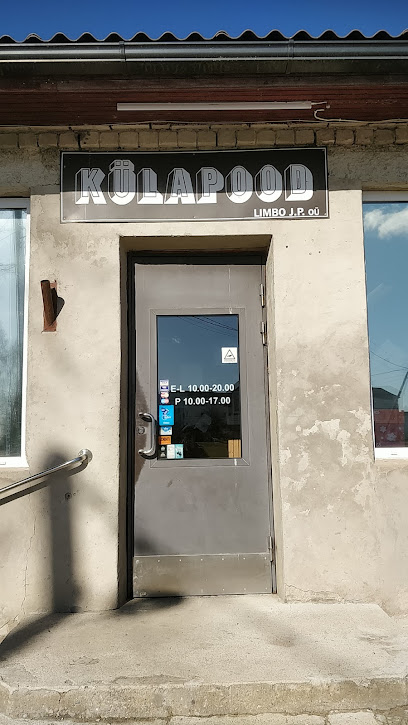 KÜLAPOOD
LIMBO J.P. oü
E-L 10.00-20.00
P 10.00-17.00